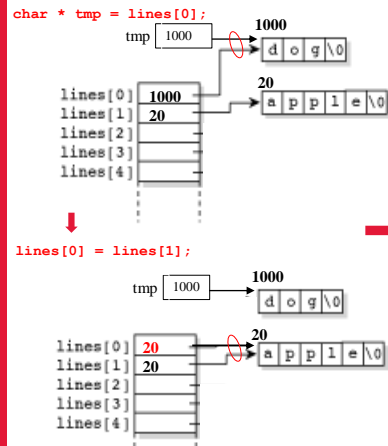 char * tmp = lines[0];
1000
tmp 1000
d o g \0
20
lines[0] 1000
a p p l e \0
lines[1] 20
lines[2]
lines[3]
lines[4]
lines[0] = lines[1];
1000
tmp 1000
d o g \0
20
lines[0] 20
a p p l e \0
lines[1] 20
lines[2]
lines[3]
lines[4]